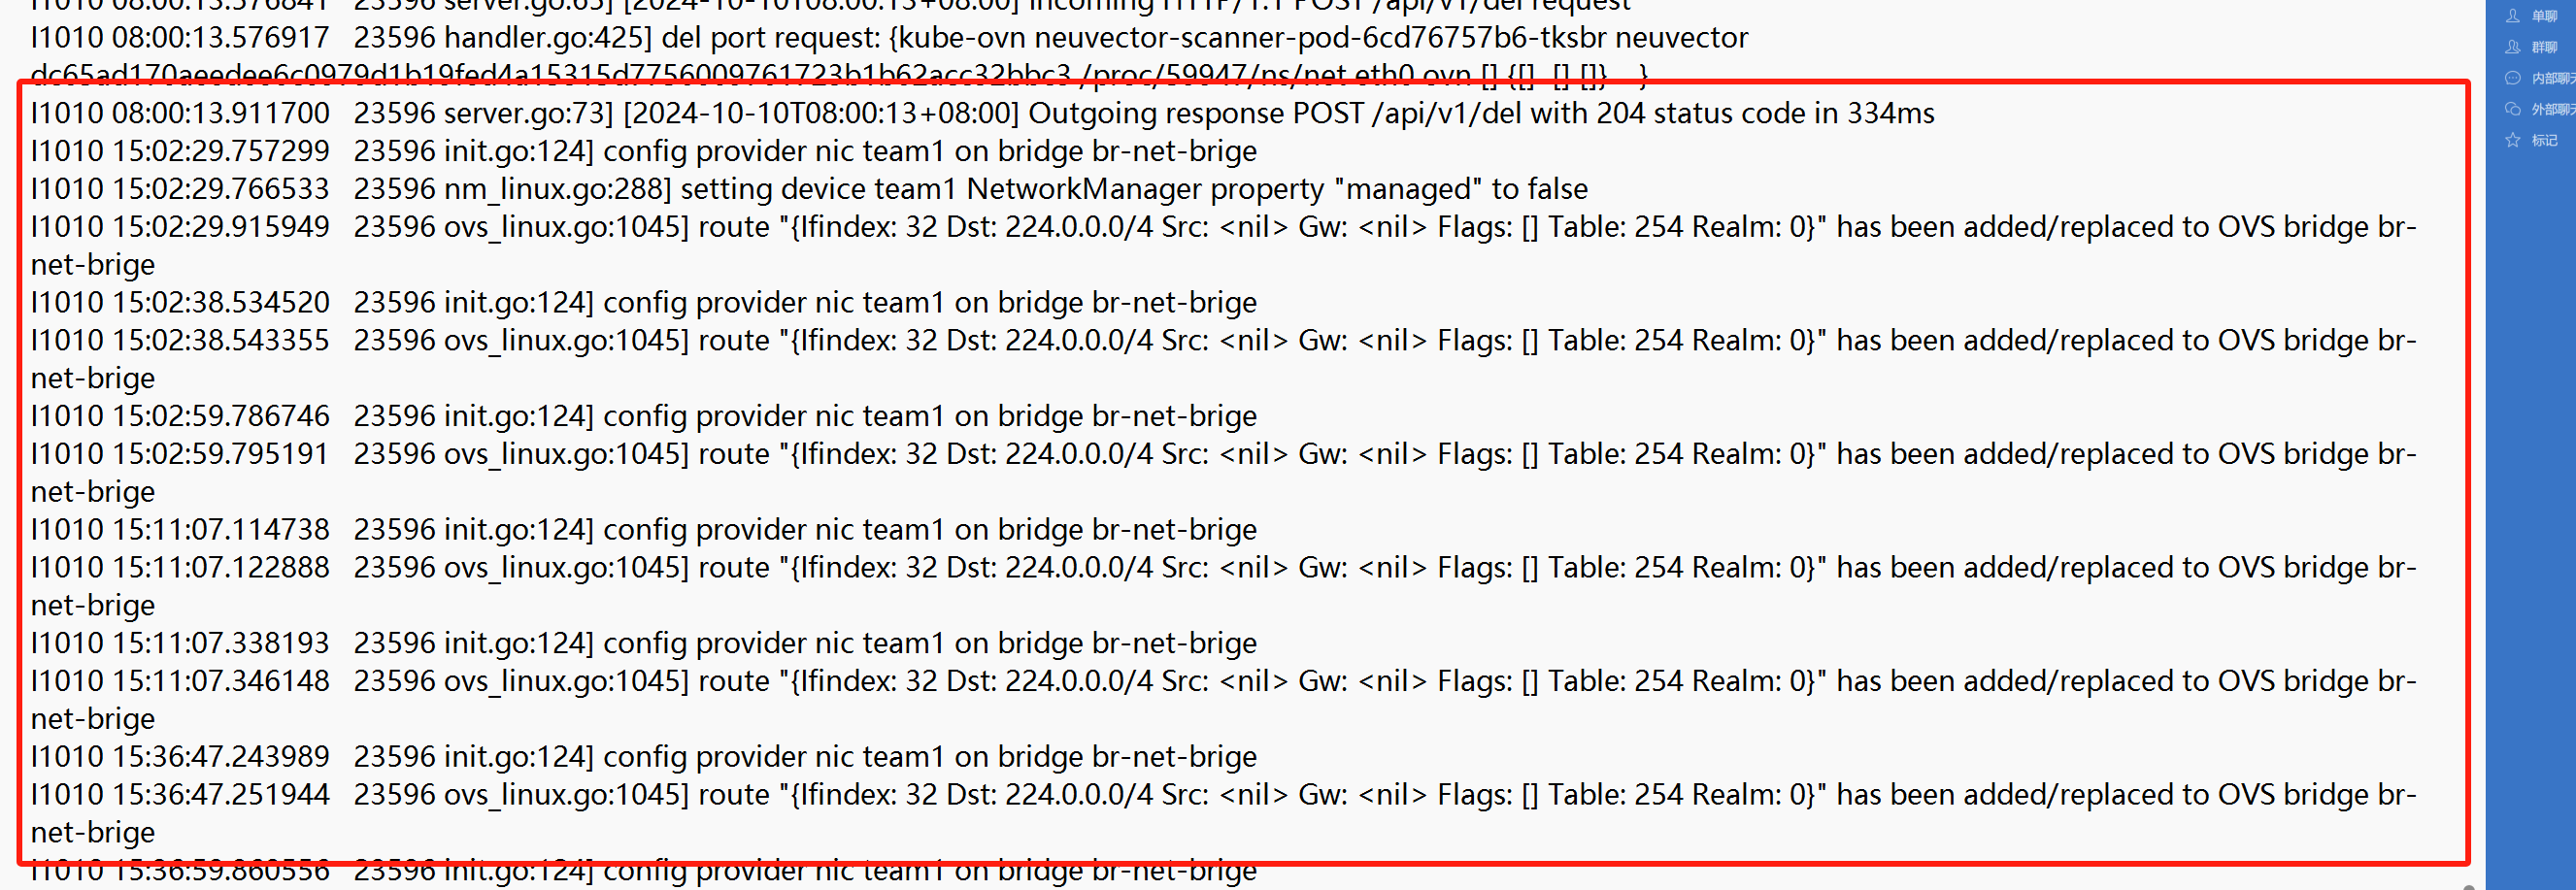 I1010 08:00:13.576841 23596 server.go:65] [2024-10-10T08:00:13+08:00] Incoming HTTP/1.1 POST /api/v1/del request
I1010 08:00:13.576917 23596 handler.go:425] del port request: {kube-ovn neuvector-scanner-pod-6cd76757b6-tksbr neuvector
dc65ad170aeedee6c0979d1b19fed4a15315d7756009761723b1b62acc32bbc3 /proc/59947/ns/net eth0 ovn [] {[] [] []} }
I1010 08:00:13.911700 23596 server.go:73] [2024-10-10T08:00:13+08:00] Outgoing response POST /api/v1/del with 204 status code in 334ms
I1010 15:02:29.757299 23596 init.go:124] config provider nic team1 on bridge br-net-brige
I1010 15:02:29.766533 23596 nm_linux.go:288] setting device team1 NetworkManager property "managed" to false
I1010 15:02:29.915949 23596 ovs_linux.go:1045] route "{Ifindex: 32 Dst: 224.0.0.0/4 Src: <nil> Gw: <nil> Flags: [] Table: 254 Realm: 0}" has been added/replaced to OVS bridge br-
net-brige
I1010 15:02:38.534520 23596 init.go:124] config provider nic team1 on bridge br-net-brige
I1010 15:02:38.543355 23596 ovs_linux.go:1045] route "{Ifindex: 32 Dst: 224.0.0.0/4 Src: <nil> Gw: <nil> Flags: [] Table: 254 Realm: 0}" has been added/replaced to OVS bridge br-
net-brige
I1010 15:02:59.786746 23596 init.go:124] config provider nic team1 on bridge br-net-brige
I1010 15:02:59.795191 23596 ovs_linux.go:1045] route "{Ifindex: 32 Dst: 224.0.0.0/4 Src: <nil> Gw: <nil> Flags: [] Table: 254 Realm: 0}" has been added/replaced to OVS bridge br-
net-brige
I1010 15:11:07.114738 23596 init.go:124] config provider nic team1 on bridge br-net-brige
I1010 15:11:07.122888 23596 ovs_linux.go:1045] route "{Ifindex: 32 Dst: 224.0.0.0/4 Src: <nil> Gw: <nil> Flags: [] Table: 254 Realm: 0}" has been added/replaced to OVS bridge br-
net-brige
I1010 15:11:07.338193 23596 init.go:124] config provider nic team1 on bridge br-net-brige
I1010 15:11:07.346148 23596 ovs_linux.go:1045] route "{Ifindex: 32 Dst: 224.0.0.0/4 Src: <nil> Gw: <nil> Flags: [] Table: 254 Realm: 0}" has been added/replaced to OVS bridge br-
net-brige
I1010 15:36:47.243989 23596 init.go:124] config provider nic team1 on bridge br-net-brige
I1010 15:36:47.251944 23596 ovs_linux.go:1045] route "{Ifindex: 32 Dst: 224.0.0.0/4 Src: <nil> Gw: <nil> Flags: [] Table: 254 Realm: 0}" has been added/replaced to OVS bridge br-
net-brige
I1010 15:36:59.860556 23596 init.go:124] config provider nic team1 on bridge br-net-brige
单聊
群聊
内部聊天
外部聊天
标记